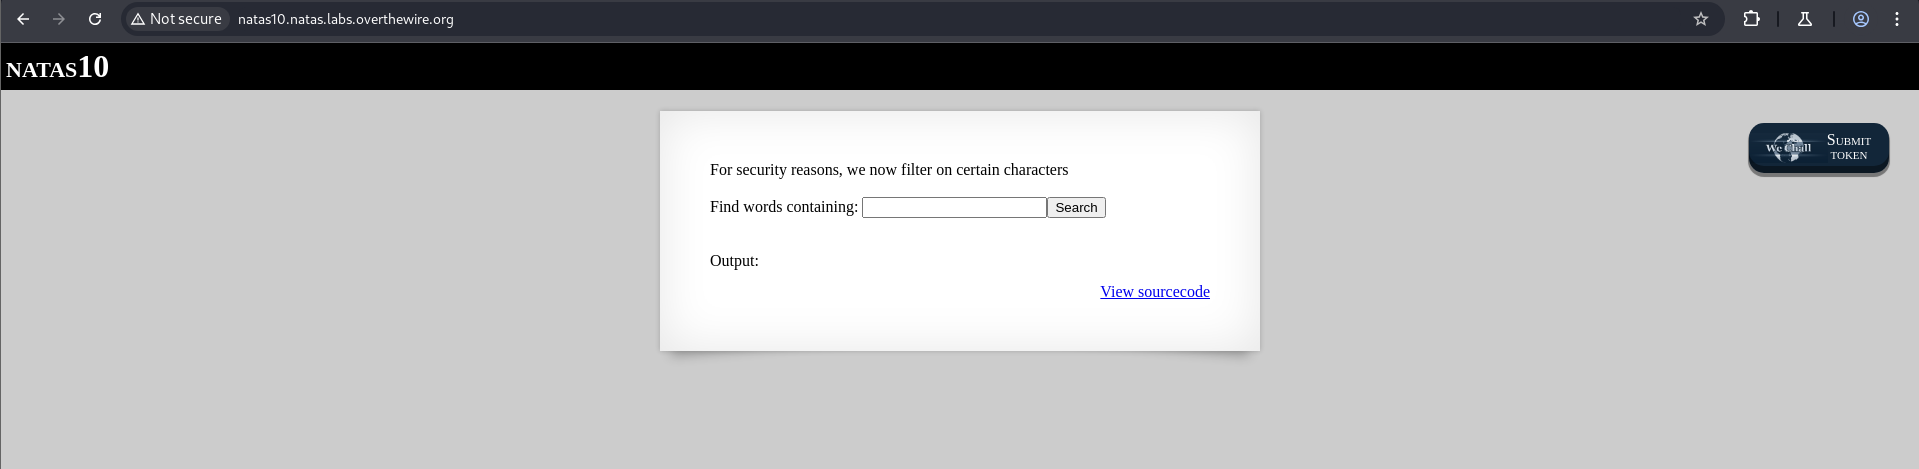 Not secure natas10.natas.labs.overthewire.org
NATAS10
We Chall
SUBMIT
TOKEN
For security reasons, we now filter on certain characters
Find words containing: Search
Output:
View sourcecode